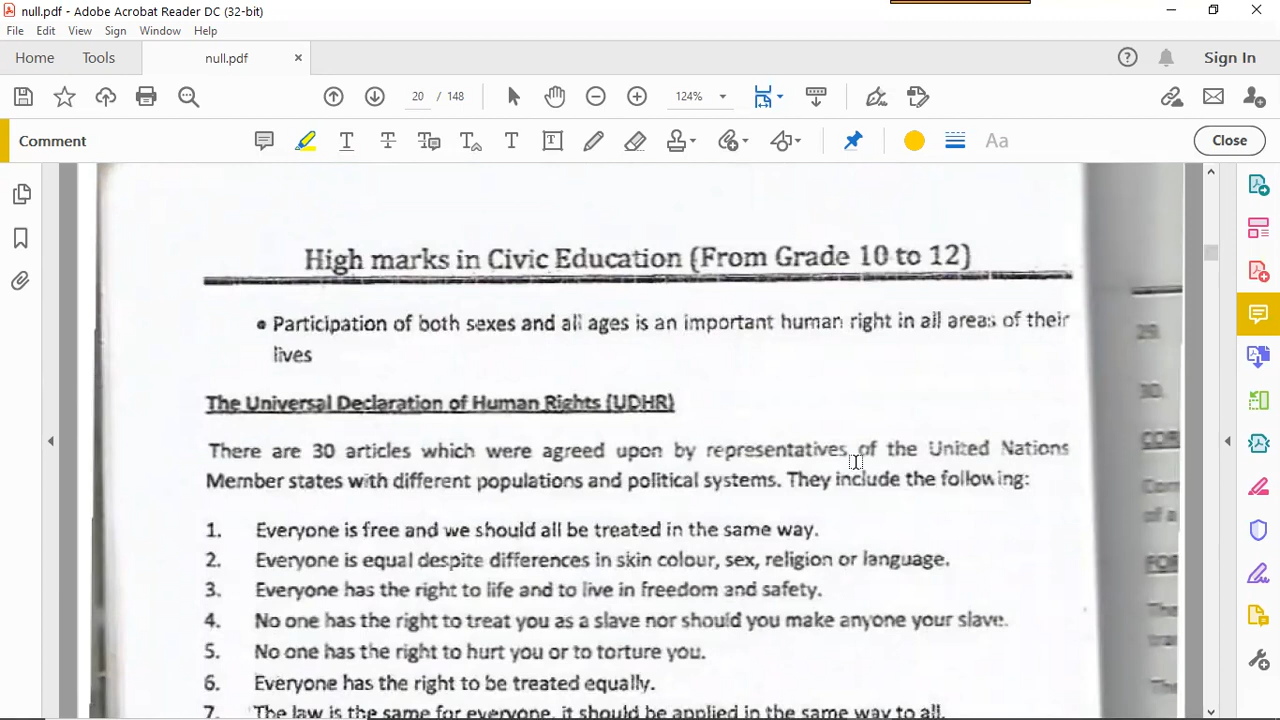 null.pdf - Adobe Acrobat Reader DC (32-bit)
File Edit View Sign Window Help
Home Tools null.pdf Sign In
20 / 148 124%
Comment Close
High marks in Civic Education (From Grade 10 to 12)
• Participation of both sexes and all ages is an important human right in all areas of their
lives
The Universal Declaration of Human Rights (UDHR)
There are 30 articles which were agreed upon by representatives of the United Nations
Member states with different populations and political systems. They include the following:
1. Everyone is free and we should all be treated in the same way.
2. Everyone is equal despite differences in skin colour, sex, religion or language.
3. Everyone has the right to life and to live in freedom and safety.
4. No one has the right to treat you as a slave nor should you make anyone your slave.
5. No one has the right to hurt you or to torture you.
6. Everyone has the right to be treated equally.
7. The law is the same for everyone, it should be applied in the same way to all.
29.
30.